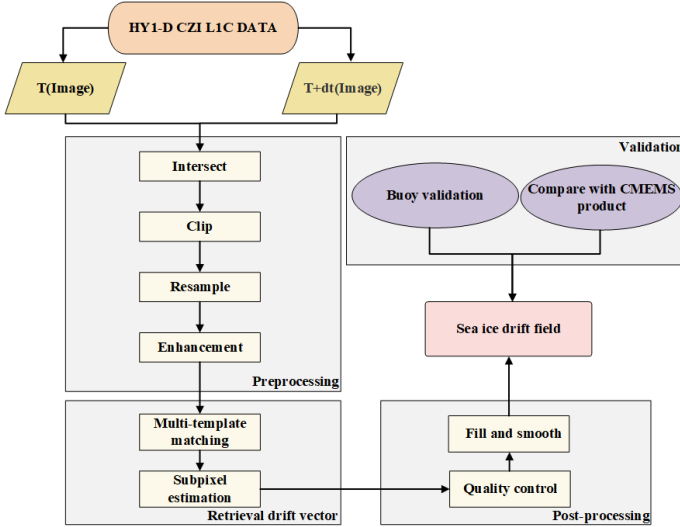 HY1-D CZI L1C DATA
T(Image)
T+dt(Image)
Intersect
Clip
Resample
Enhancement
Preprocessing
Multi-template
matching
Subpixel
estimation
Retrieval drift vector
Validation
Buoy validation
Compare with CMEMS
product
Sea ice drift field
Fill and smooth
Quality control
Post-processing